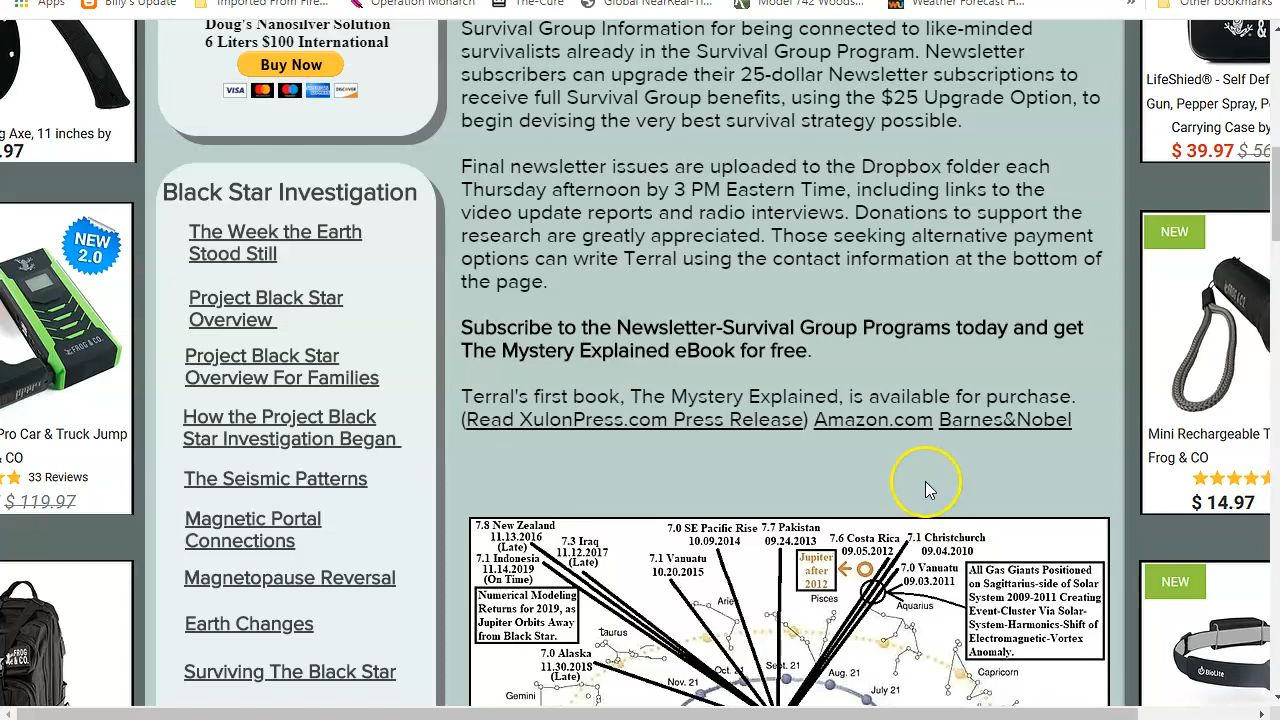 Apps
Billy's Update
Imported From Firef...
Operation Monarch
The-Cure
Global NearReal-Ti...
Model 742 Woods...
Weather Forecast H...
»
Other bookmarks
Doug's Nanosilver Solution
6 Liters $100 International
Buy Now
VISA
DISCOVER
g Axe, 11 inches by
.97
NEW
2.0
FROG & CO.
Pro Car & Truck Jump
& CO
33 Reviews
$ 119.97
FROG & CO
Black Star Investigation
The Week the Earth
Stood Still
Project Black Star
Overview
Project Black Star
Overview For Families
How the Project Black
Star Investigation Began
The Seismic Patterns
Magnetic Portal
Connections
Magnetopause Reversal
Earth Changes
Surviving The Black Star
Survival Group Information for being connected to like-minded
survivalists already in the Survival Group Program. Newsletter
subscribers can upgrade their 25-dollar Newsletter subscriptions to
receive full Survival Group benefits, using the $25 Upgrade Option, to
begin devising the very best survival strategy possible.
Final newsletter issues are uploaded to the Dropbox folder each
Thursday afternoon by 3 PM Eastern Time, including links to the
video update reports and radio interviews. Donations to support the
research are greatly appreciated. Those seeking alternative payment
options can write Terral using the contact information at the bottom of
the page.
Subscribe to the Newsletter-Survival Group Programs today and get
The Mystery Explained eBook for free.
Terral's first book, The Mystery Explained, is available for purchase.
(Read XulonPress.com Press Release) Amazon.com Barnes&Nobel
7.8 New Zealand
11.13.2016
(Late)
7.3 Iraq
11.12.2017
(Late)
7.0 SE Pacific Rise
10.09.2014
7.7 Pakistan
09.24.2013
7.6 Costa Rica
09.05.2012
7.1 Christchurch
09.04.2010
7.1 Indonesia
11.14.2019
(On Time)
7.1 Vanuatu
10.20.2015
Jupiter
after
2012
7.0 Vanuatu
09.03.2011
All Gas Giants Positioned
on Sagittarius-side of Solar
System 2009-2011 Creating
Event-Cluster Via Solar-
System-Harmonics-Shift of
Electromagnetic-Vortex
Anomaly.
Numerical Modeling
Returns for 2019, as
Jupiter Orbits Away
from Black Star.
Aries
Pisces
Aquarius
Taurus
7.0 Alaska
11.30.2018
(Late)
Gemini
Nov. 21
Oct. 21
Sept. 21
Aug. 21
July 21
Capricorn
& CO
LifeShied® - Self Def
Gun, Pepper Spray, P
Carrying Case by
$ 39.97 $ 56
NEW
Mini Rechargeable T
Frog & CO
$ 14.97
NEW
BioLite